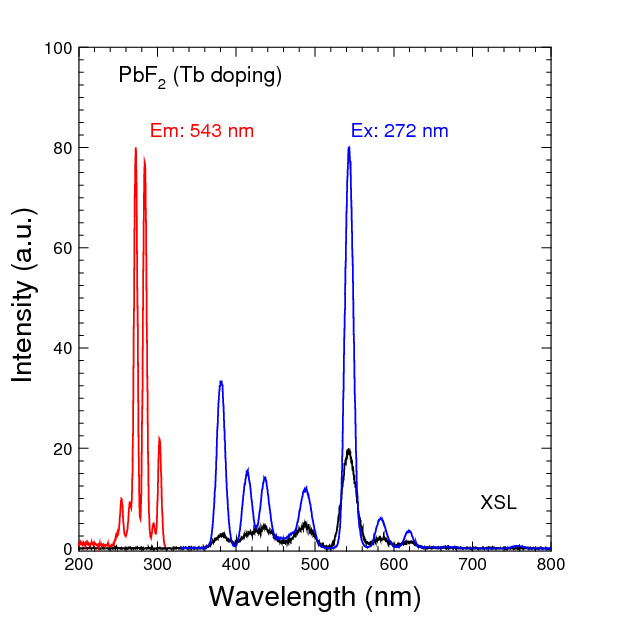 PbF2 (Tb doping)
Em: 543 nm
Ex: 272 nm
XSL
Intensity (a.u.)
100
80
60
40
20
0
200 300 400 500 600 700 800
Wavelength (nm)